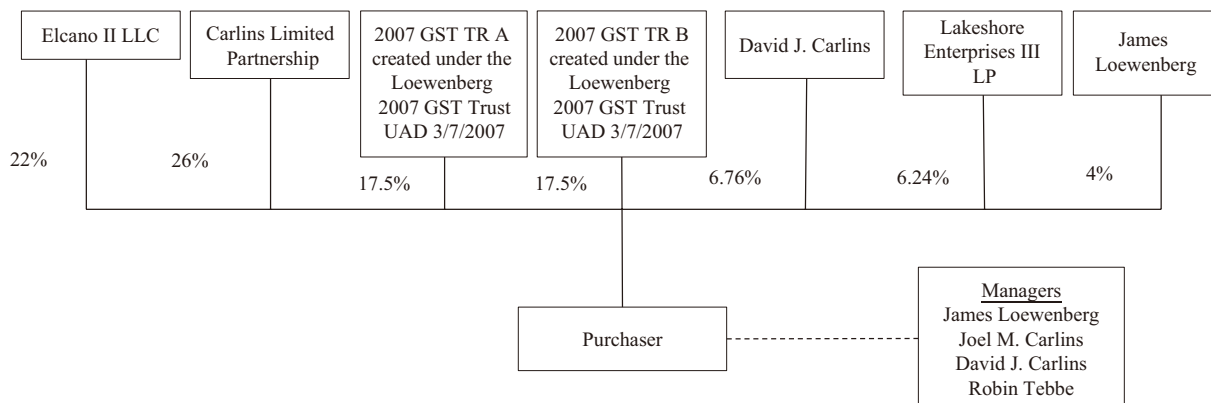 Elcano II LLC
Carlins Limited
Partnership
2007 GST TR A
created under the
Loewenberg
2007 GST Trust
UAD 3/7/2007
2007 GST TR B
created under the
Loewenberg
2007 GST Trust
UAD 3/7/2007
David J. Carlins
Lakeshore
Enterprises III
LP
James
Loewenberg
22%
26%
17.5%
17.5%
6.76%
6.24%
4%
Purchaser
Managers
James Loewenberg
Joel M. Carlins
David J. Carlins
Robin Tebbe